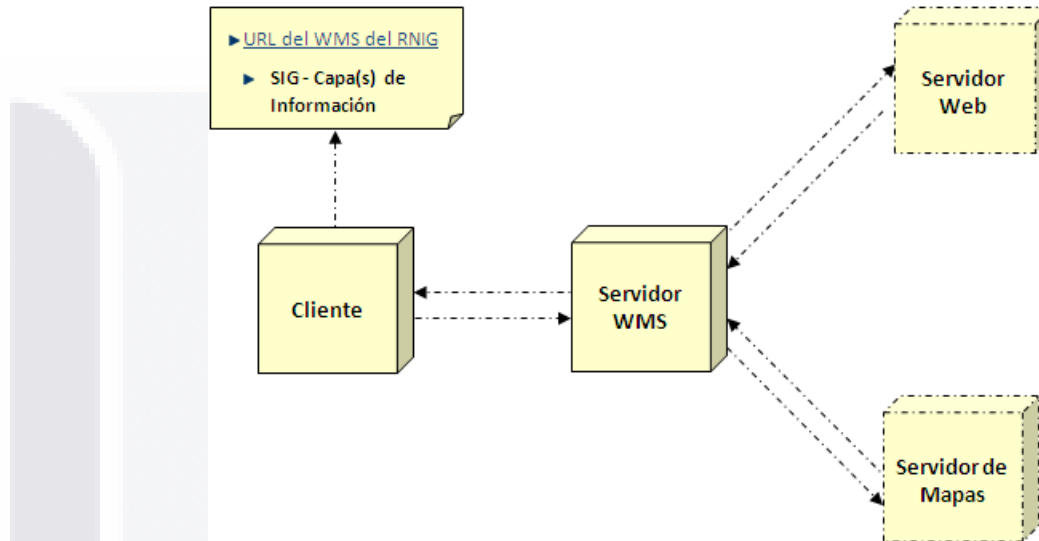 ►URL del WMS del RNIG
► SIG - Capa(s) de
Información
Servidor
Web
Cliente
Servidor
WMS
Servidor de
Mapas